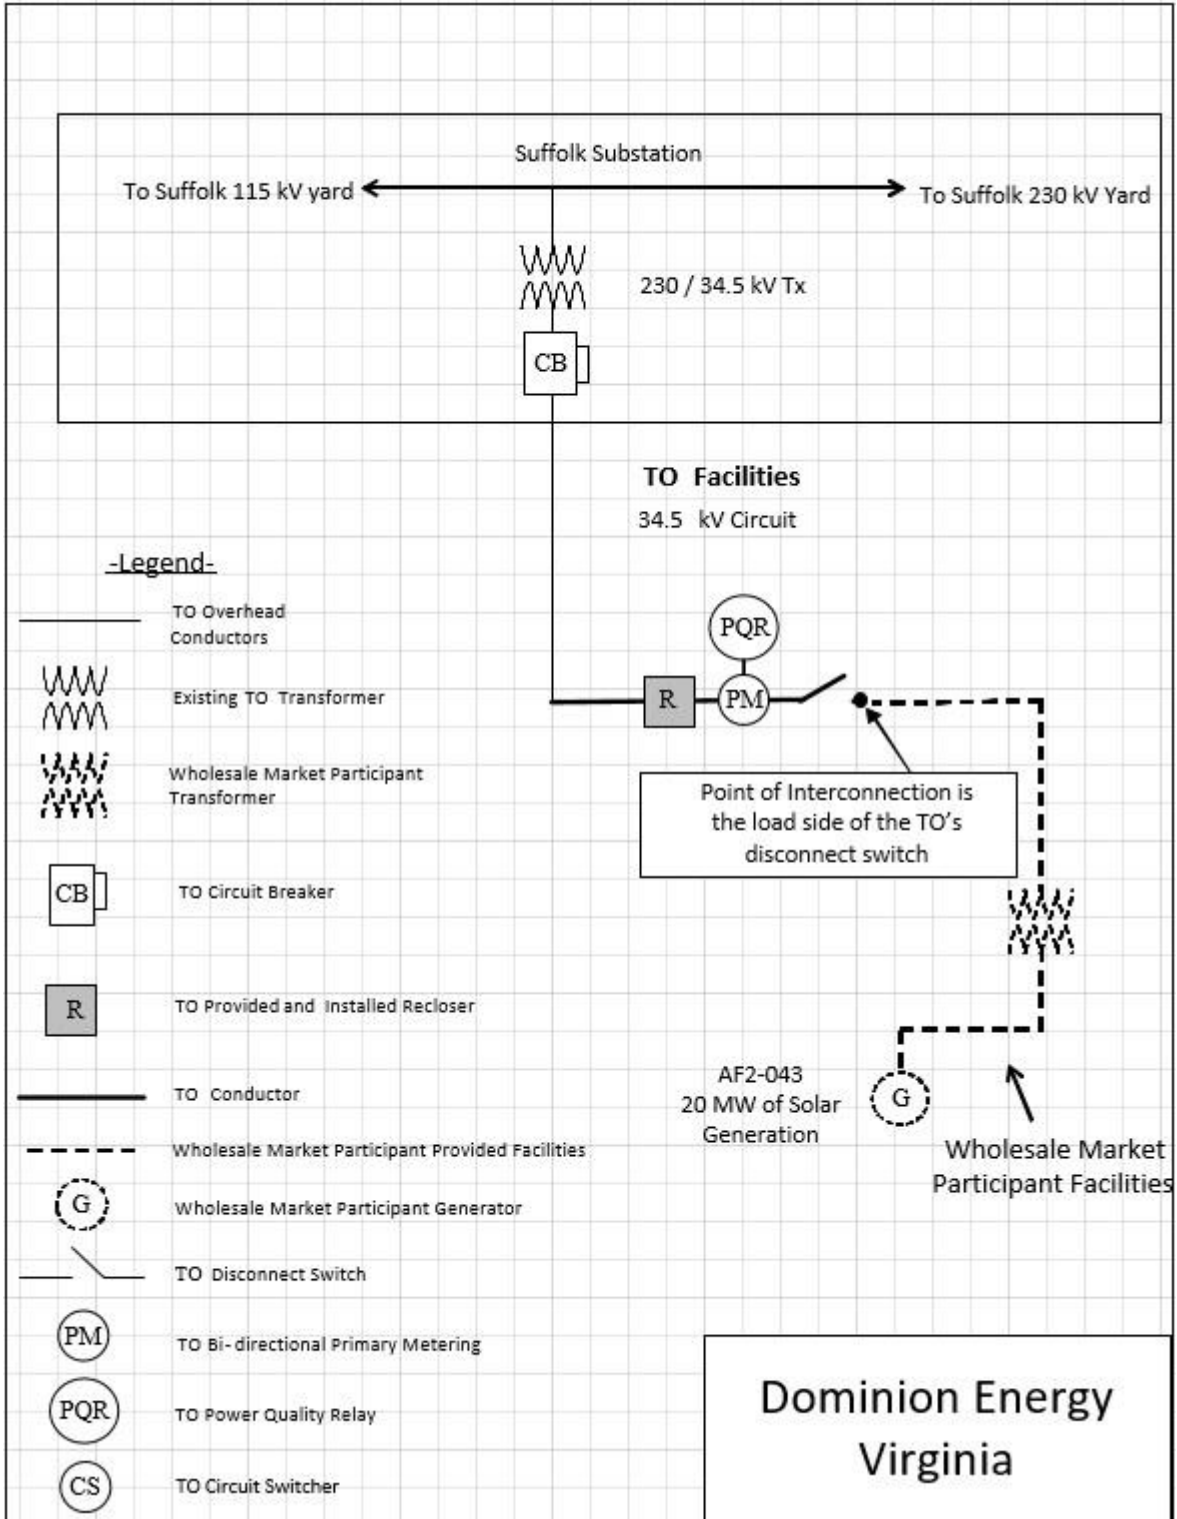 Suffolk Substation
To Suffolk 115 kV yard
To Suffolk 230 kV Yard
230 / 34.5 kV Tx
CB
TO Facilities
34.5 kV Circuit
-Legend-
TO Overhead
Conductors
Existing TO Transformer
Wholesale Market Participant
Transformer
CB
TO Circuit Breaker
R
TO Provided and Installed Recloser
TO Conductor
Wholesale Market Participant Provided Facilities
G
Wholesale Market Participant Generator
TO Disconnect Switch
PM
TO Bi-directional Primary Metering
PQR
TO Power Quality Relay
CS
TO Circuit Switcher
PQR
R
PM
Point of Interconnection is
the load side of the TO's
disconnect switch
AF2-043
20 MW of Solar
Generation
G
Wholesale Market
Participant Facilities
Dominion Energy
Virginia